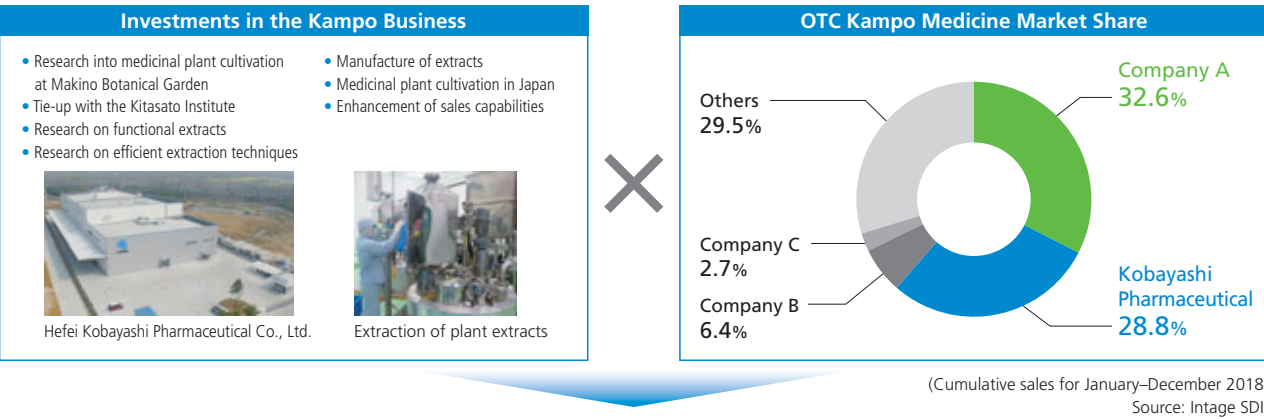 Investments in the Kampo Business
• Research into medicinal plant cultivation
at Makino Botanical Garden
• Tie-up with the Kitasato Institute
• Research on functional extracts
• Research on efficient extraction techniques
• Manufacture of extracts
• Medicinal plant cultivation in Japan
• Enhancement of sales capabilities
Hefei Kobayashi Pharmaceutical Co., Ltd.
Extraction of plant extracts
OTC Kampo Medicine Market Share
Company A
32.6%
Others
29.5%
Company C
2.7%
Company B
6.4%
Kobayashi
Pharmaceutical
28.8%
(Cumulative sales for January–December 2018
Source: Intage SDI